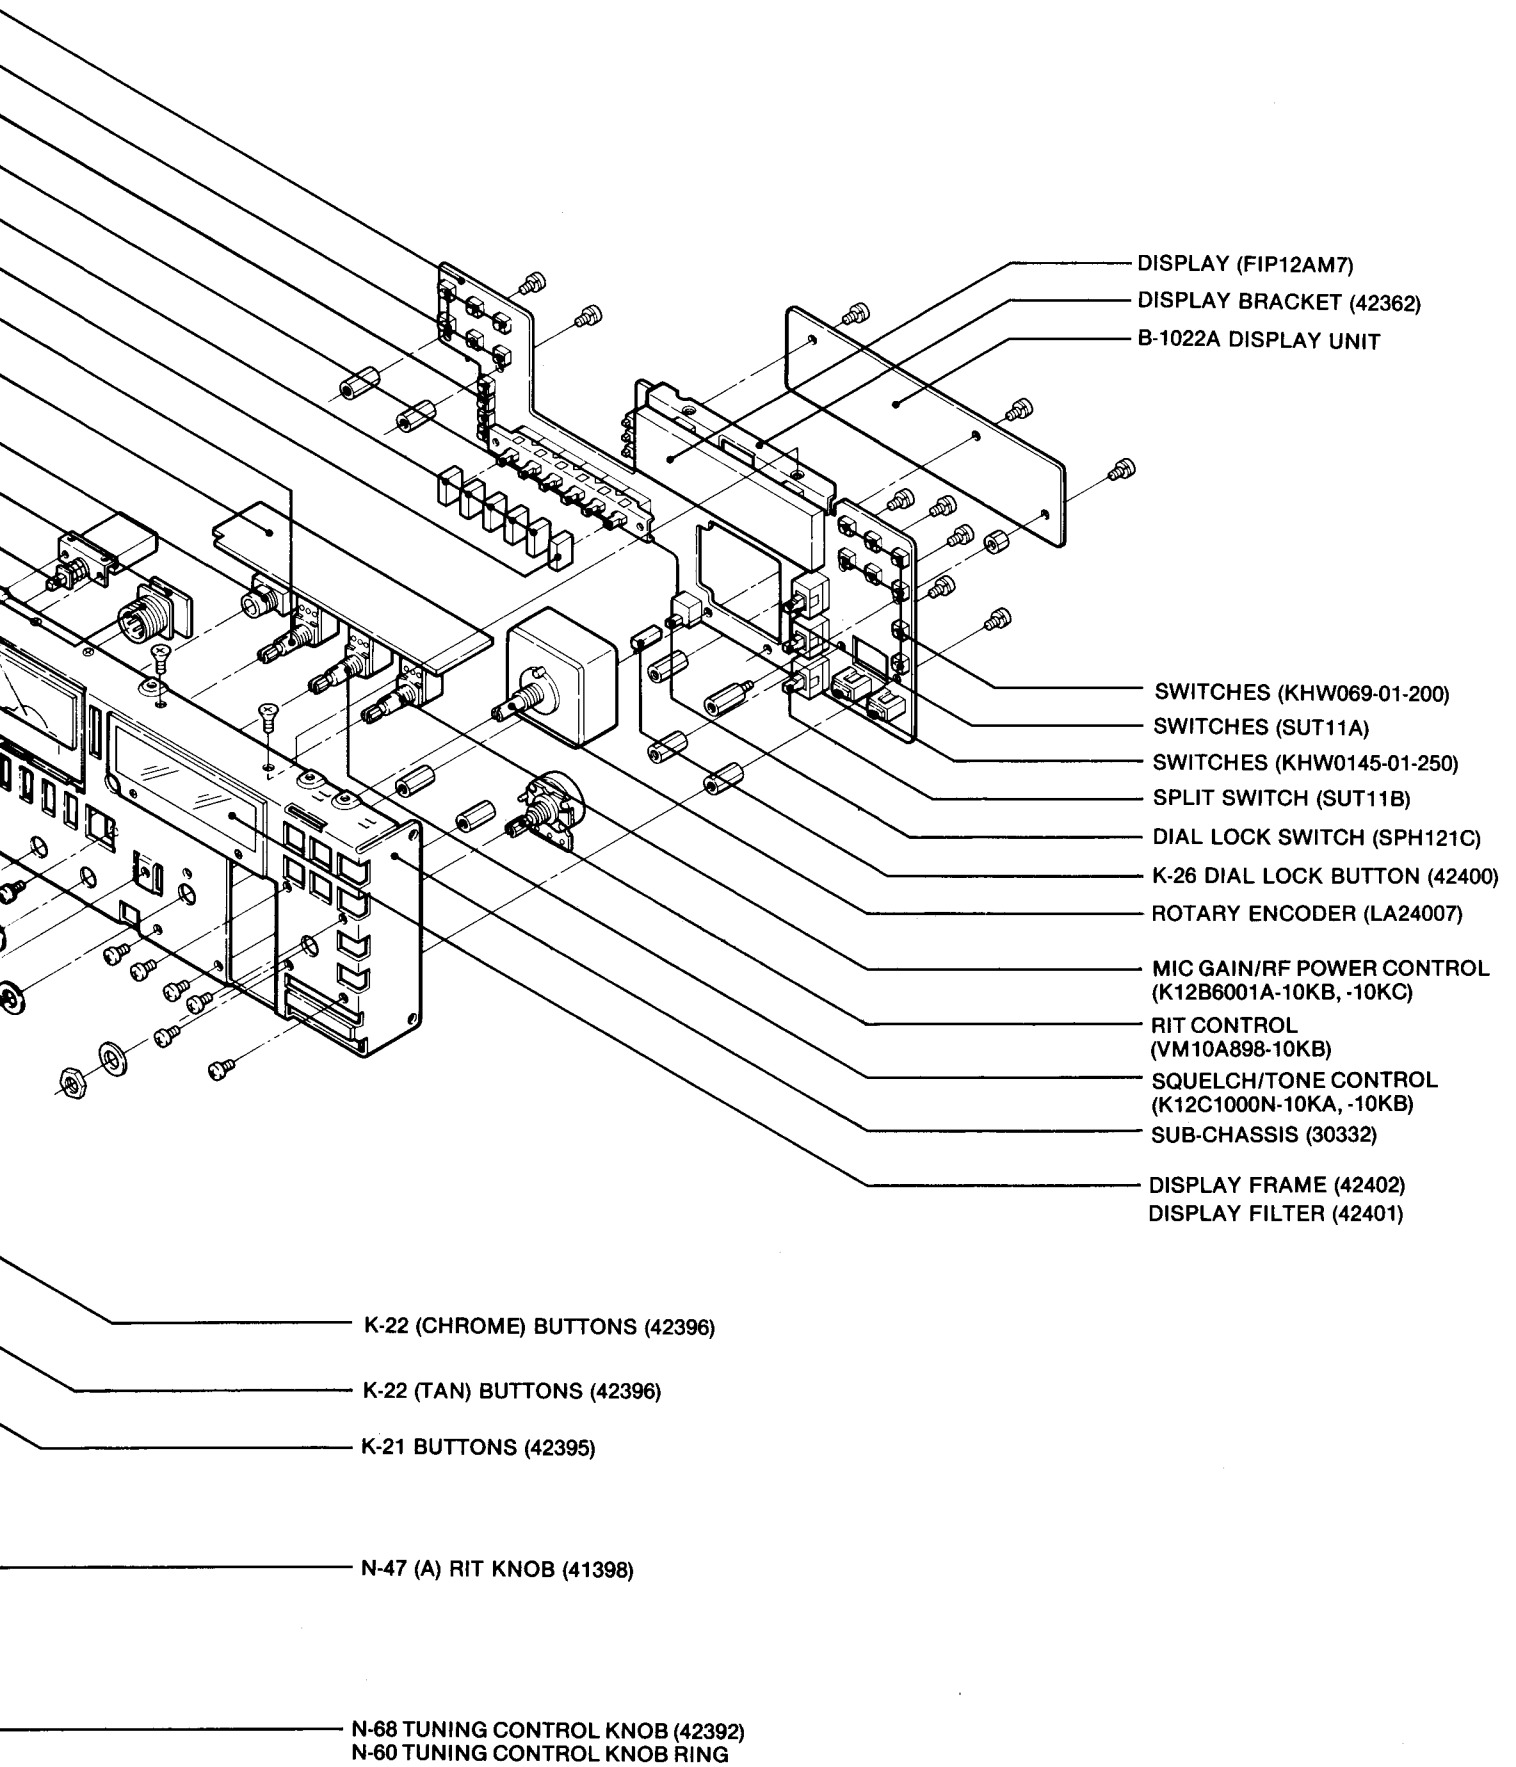 DISPLAY (FIP12AM7)
DISPLAY BRACKET (42362)
B-1022A DISPLAY UNIT
SWITCHES (KHW069-01-200)
SWITCHES (SUT11A)
SWITCHES (KHW0145-01-250)
SPLIT SWITCH (SUT11B)
DIAL LOCK SWITCH (SPH121C)
K-26 DIAL LOCK BUTTON (42400)
ROTARY ENCODER (LA24007)
MIC GAIN/RF POWER CONTROL
(K12B6001A-10KB, -10KC)
RIT CONTROL
(VM10A898-10KB)
SQUELCH/TONE CONTROL
(K12C1000N-10KA, -10KB)
SUB-CHASSIS (30332)
DISPLAY FRAME (42402)
DISPLAY FILTER (42401)
K-22 (CHROME) BUTTONS (42396)
K-22 (TAN) BUTTONS (42396)
K-21 BUTTONS (42395)
N-47 (A) RIT KNOB (41398)
N-68 TUNING CONTROL KNOB (42392)
N-60 TUNING CONTROL KNOB RING